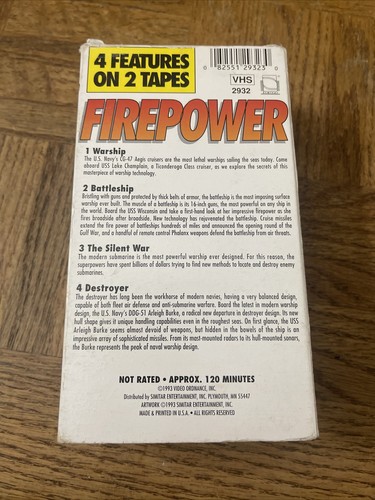 4 FEATURES
ON 2 TAPES
0 82551 29323 0
VHS
2932
FIREPOWER
1 Warship
The U.S. Navy's CG-47 Aegis cruisers are the most lethal warships sailing the seas today. Come
aboard USS Lake Champlain, a Ticonderoga Class cruiser, as we explore the secrets of this
masterpiece of warship technology.
2 Battleship
Bristling with guns and protected by thick belts of armor, the battleship is the most imposing surface
warship ever built. The muscle of a battleship is its 16-inch guns, the most powerful on any ship in
the world. Board the USS Wisconsin and take a first-hand look at her impressive firepower as she
fires broadside after broadside. New technology has rejuvenated the battleship. Cruise missiles
extend the fire power of battleships hundreds of miles and announced the opening round of the
Gulf War, and a handful of remote control Phalanx weapons defend the battleship from air threats.
3 The Silent War
The modern submarine is the most powerful warship ever designed. For this reason, the
superpowers have spent billions of dollars trying to find new methods to locate and destroy enemy
submarines.
4 Destroyer
The destroyer has long been the workhorse of modern navies, having a very balanced design,
capable of both fleet air defense and anti-submarine warfare. Board the latest in modern warship
design, the U.S. Navy's DDG-51 Arleigh Burke, a radical new departure in destroyer design. Its new
hull shape gives it unique handling capabilities even in the roughest seas. On first glance, the USS
Arleigh Burke seems almost devoid of weapons, but hidden in the bowels of the ship is an
impressive array of sophisticated missiles. From its mast-mounted radars to its hull-mounted sonars,
the Burke represents the peak of naval warship design.
NOT RATED • APPROX. 120 MINUTES
©1993 VIDEO ORDNANCE, INC.
Distributed by SIMITAR ENTERTAINMENT, INC. PLYMOUTH, MN 55447
ARTWORK ©1993 SIMITAR ENTERTAINMENT, INC.
MADE & PRINTED IN U.S.A. • ALL RIGHTS RESERVED